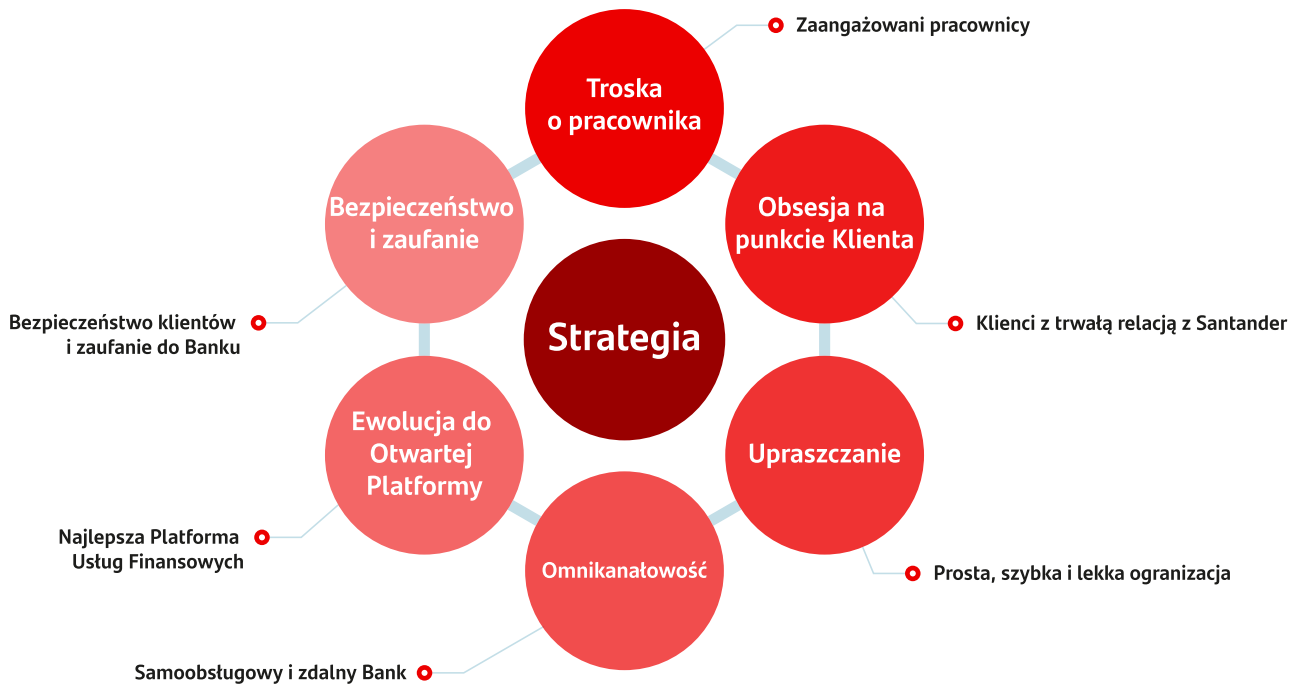 Zaangażowani pracownicy
Troska
o pracownika
Bezpieczeństwo
i zaufanie
Obsesja na
punkcie Klienta
Bezpieczeństwo klientów
i zaufanie do Banku
Strategia
Klienci z trwałą relacją z Santander
Ewolucja do
Otwartej
Platformy
Upraszczanie
Najlepsza Platforma
Usług Finansowych
Omnikanałowość
Prosta, szybka i lekka ogranizacja
Samoobsługowy i zdalny Bank